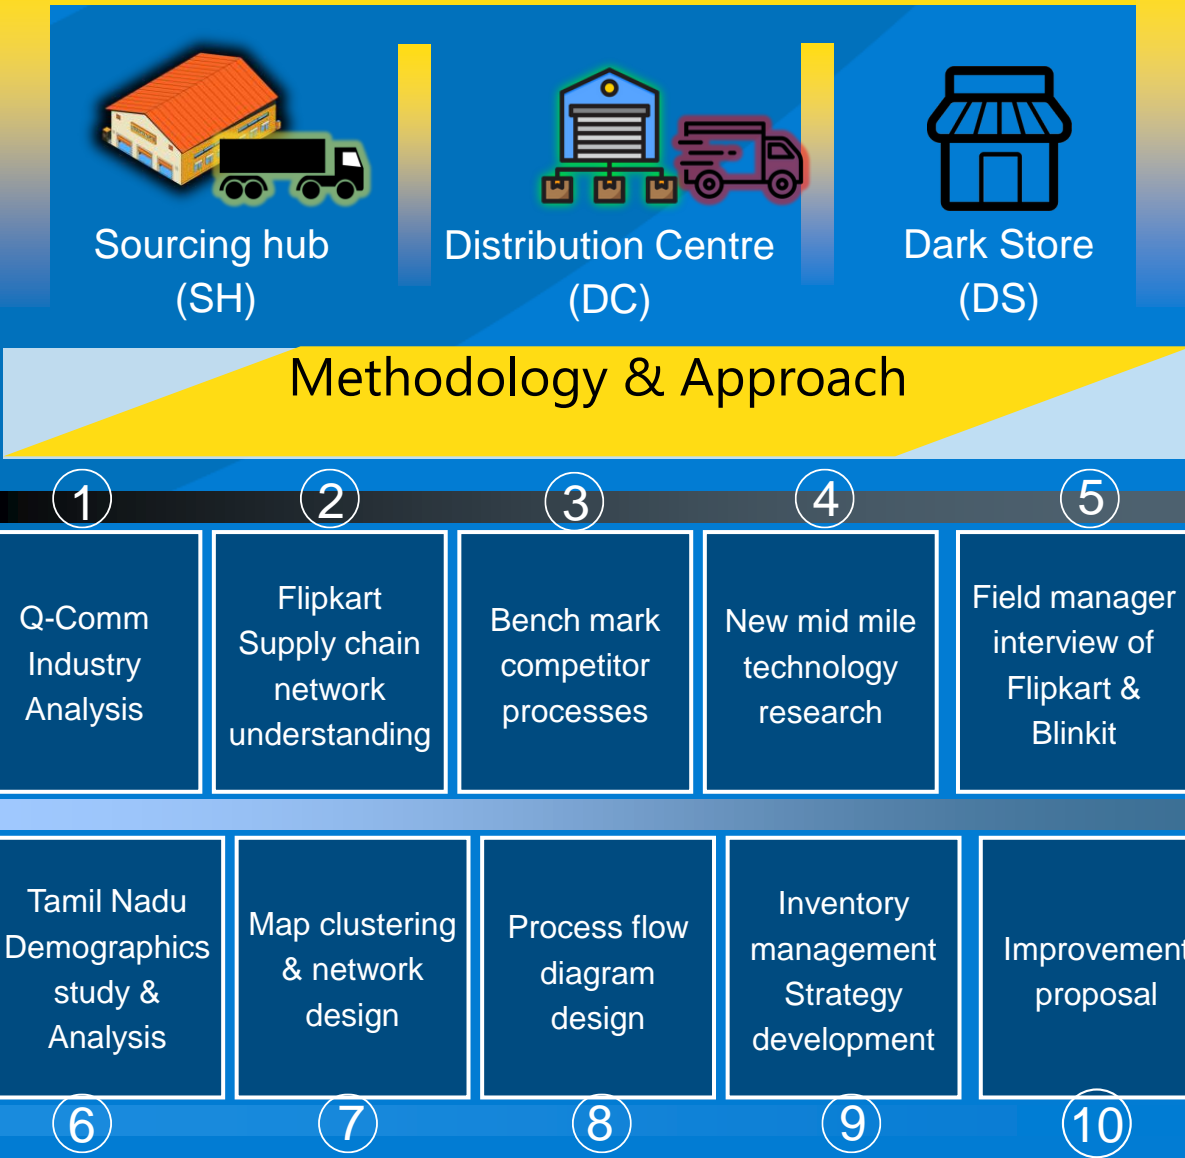 Sourcing hub
(SH)
Distribution Centre
(DC)
Dark Store
(DS)
Methodology & Approach
1
2
3
4
5
Q-Comm
Industry
Analysis
Flipkart
Supply chain
network
understanding
Bench mark
competitor
processes
New mid mile
technology
research
Field manager
interview of
Flipkart &
Blinkit
Tamil Nadu
Demographics
study &
Analysis
Map clustering
& network
design
Process flow
diagram
design
Inventory
management
Strategy
development
Improvement
proposal
6
7
8
9
10